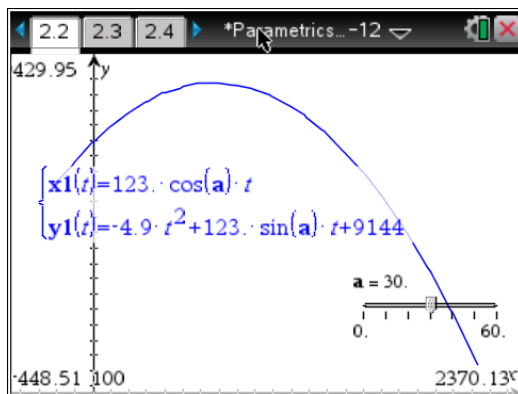 2.2 2.3 2.4 *Parametrics...-12
429.95 y
x1(t)=123.·cos(a)·t
y1(t)=-4.9·t²+123.·sin(a)·t+9144
a = 30.
0. 60.
-448.51 100 2370.13 x